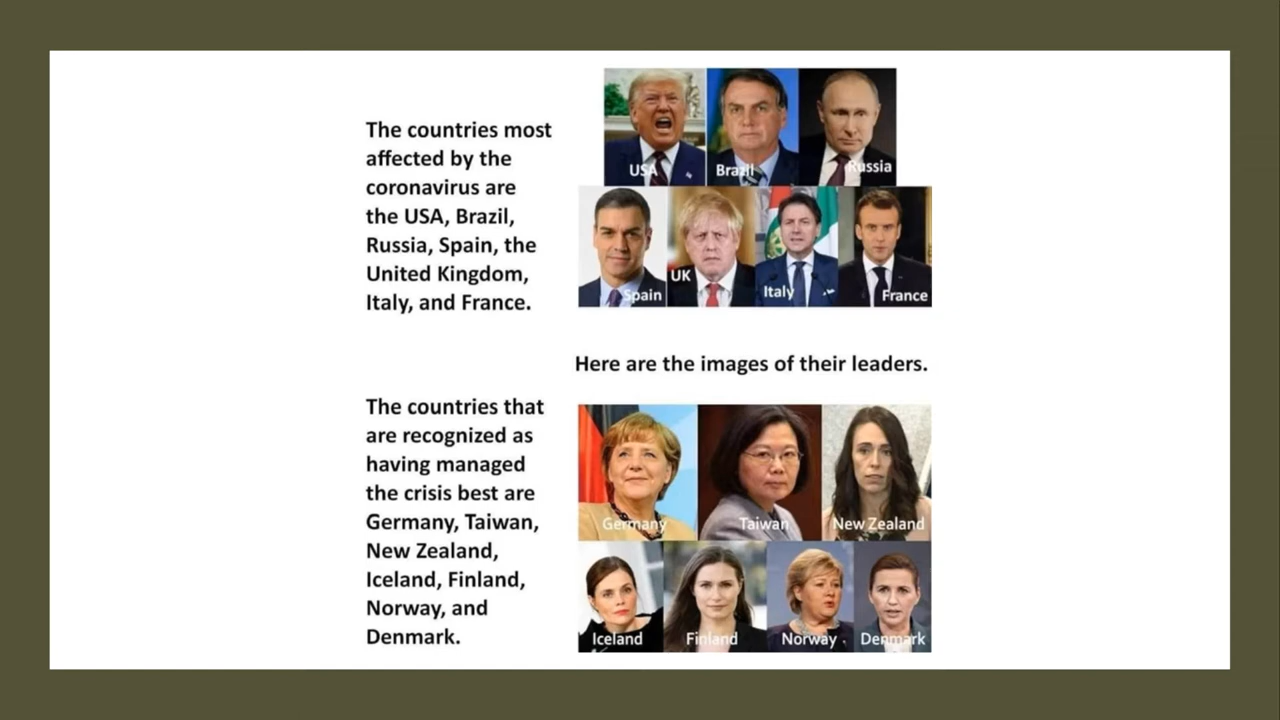 The countries most
affected by the
coronavirus are
the USA, Brazil,
Russia, Spain, the
United Kingdom,
Italy, and France.
USA Brazil Russia
Spain UK Italy France
Here are the images of their leaders.
The countries that
are recognized as
having managed
the crisis best are
Germany, Taiwan,
New Zealand,
Iceland, Finland,
Norway, and
Denmark.
Germany Taiwan New Zealand
Iceland Finland Norway Denmark